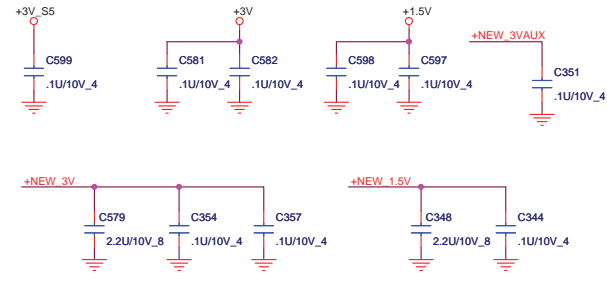 +3V_S5
+3V
+1.5V
+NEW_3VAUX
C599
.1U/10V_4
C581
.1U/10V_4
C582
.1U/10V_4
C598
.1U/10V_4
C597
.1U/10V_4
C351
.1U/10V_4
+NEW_3V
+NEW_1.5V
C579
2.2U/10V_8
C354
.1U/10V_4
C357
.1U/10V_4
C348
2.2U/10V_8
C344
.1U/10V_4